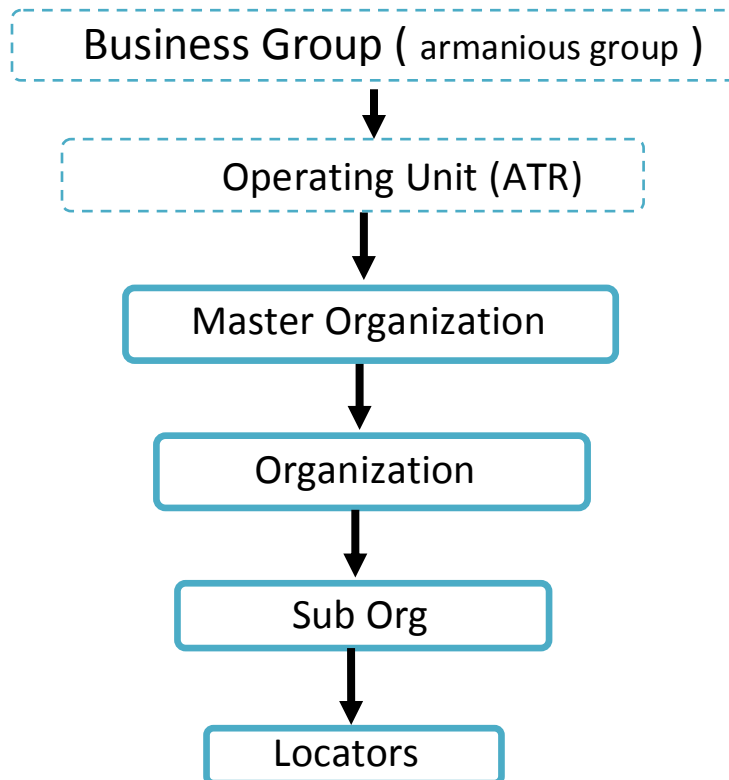 Business Group ( armanious group )
Operating Unit (ATR)
Master Organization
Organization
Sub Org
Locators